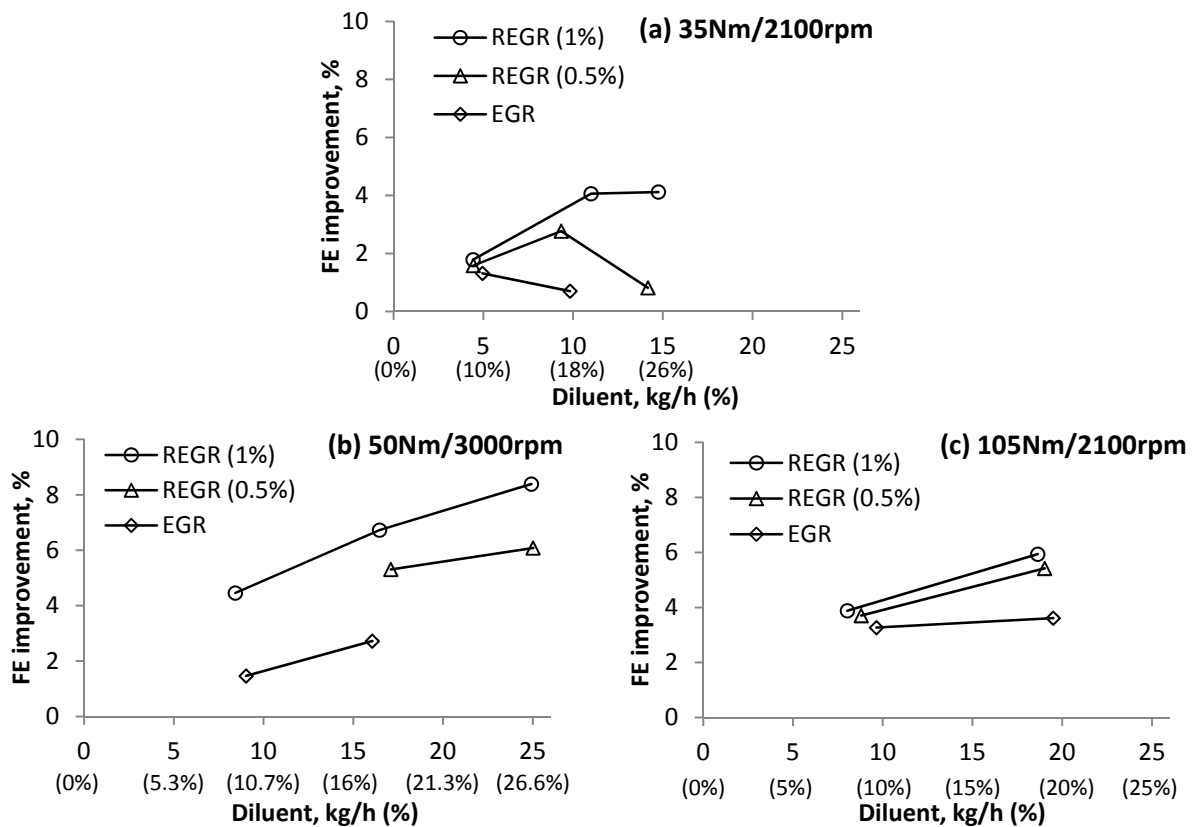 (a) 35Nm/2100rpm
REGR (1%)
REGR (0.5%)
EGR
FE improvement, %
10
8
6
4
2
0
0 5 10 15 20 25
(0%) (10%) (18%) (26%)
Diluent, kg/h (%)
(b) 50Nm/3000rpm
REGR (1%)
REGR (0.5%)
EGR
FE improvement, %
10
8
6
4
2
0
0 5 10 15 20 25
(0%) (5.3%) (10.7%) (16%) (21.3%) (26.6%)
Diluent, kg/h (%)
(c) 105Nm/2100rpm
REGR (1%)
REGR (0.5%)
EGR
FE improvement, %
10
8
6
4
2
0
0 5 10 15 20 25
(0%) (5%) (10%) (15%) (20%) (25%)
Diluent, kg/h (%)